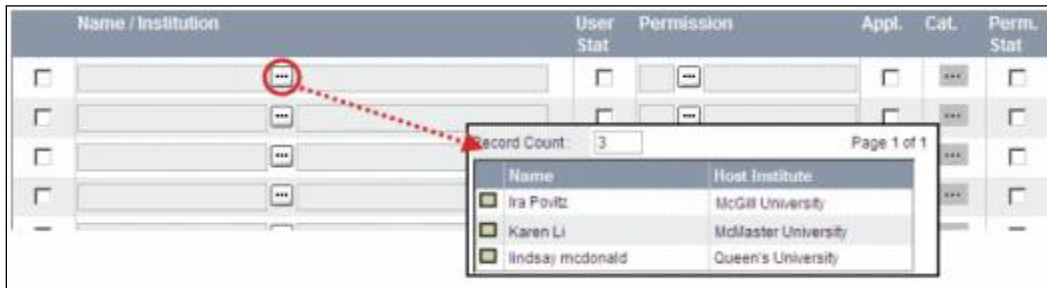 Name / Institution User Stat Permission Appl. Cat. Perm. Stat
Record Count: 3 Page 1 of 1
Name Host Institute
Ira Povitz McGill University
Karen Li McMaster University
lindsay mcdonald Queen's University